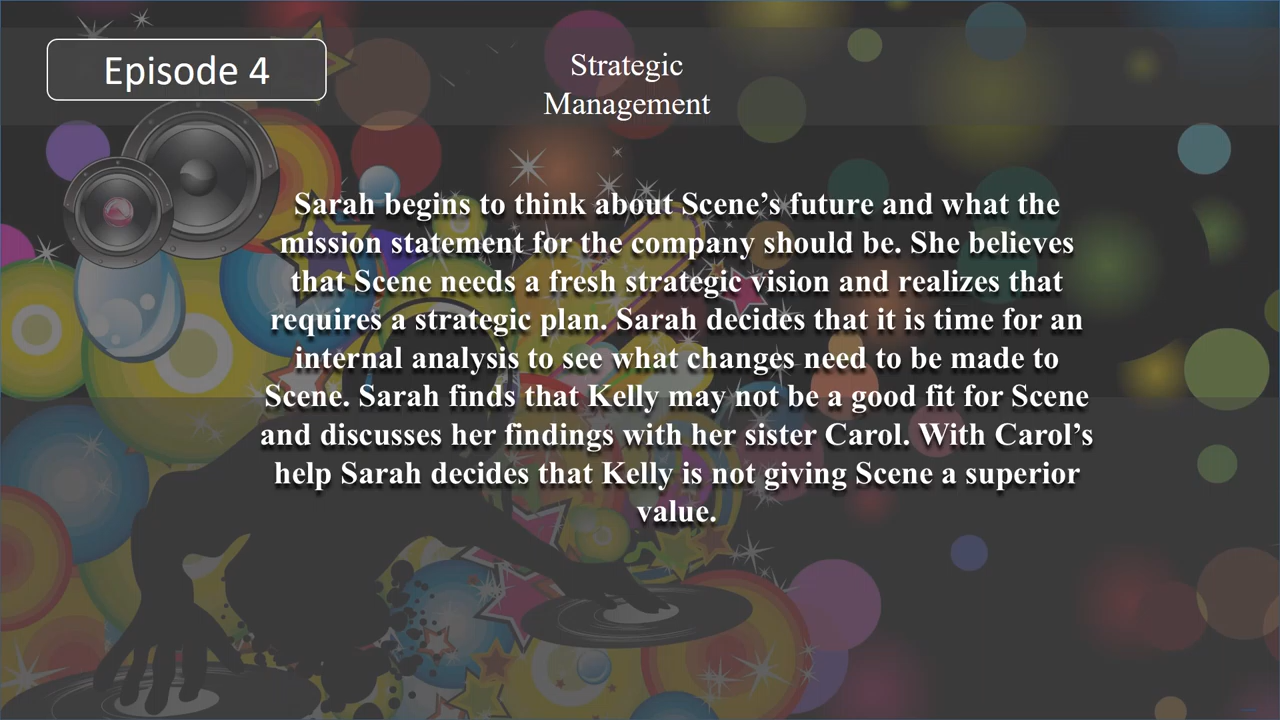 Episode 4
Strategic
Management
Sarah begins to think about Scene’s future and what the
mission statement for the company should be. She believes
that Scene needs a fresh strategic vision and realizes that
requires a strategic plan. Sarah decides that it is time for an
internal analysis to see what changes need to be made to
Scene. Sarah finds that Kelly may not be a good fit for Scene
and discusses her findings with her sister Carol. With Carol’s
help Sarah decides that Kelly is not giving Scene a superior
value.